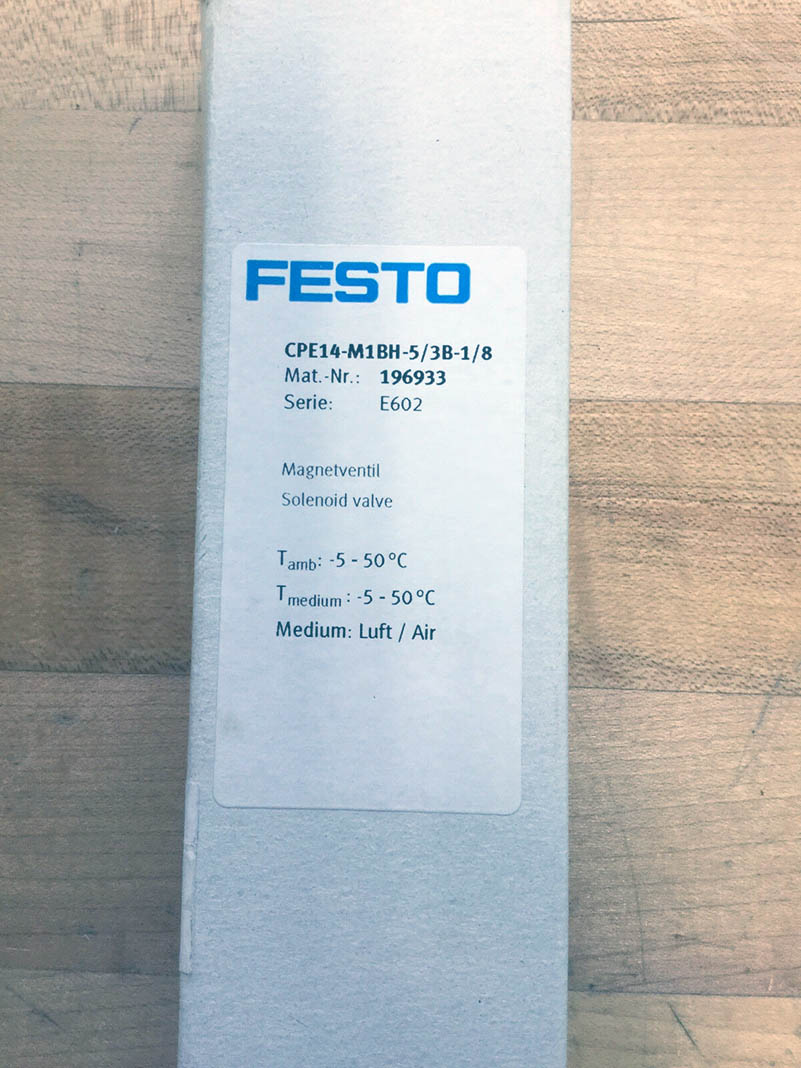 FESTO
CPE14-M1BH-5/3B-1/8
Mat.-Nr.: 196933
Serie: E602
Magnetventil
Solenoid valve
Tamb: -5 - 50 °C
Tmedium : -5 - 50 °C
Medium: Luft / Air